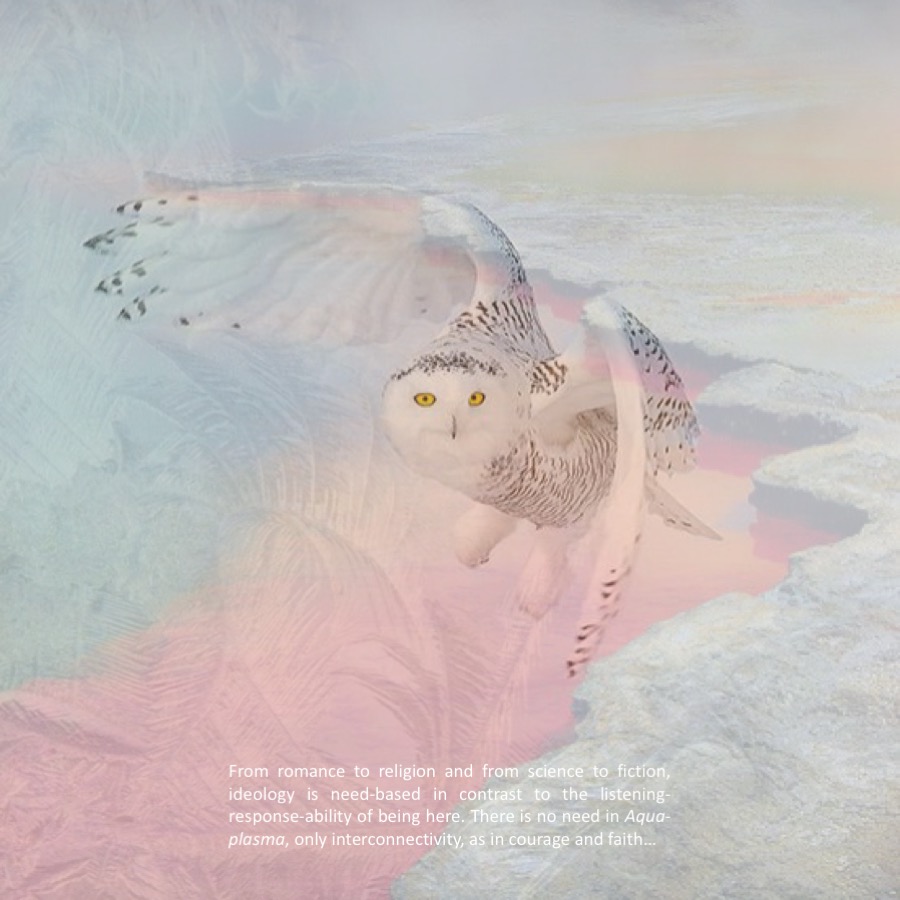 From romance to religion and from science to fiction,
ideology is need-based in contrast to the listening-
response-ability of being here. There is no need in Aqua-
plasma, only interconnectivity, as in courage and faith...